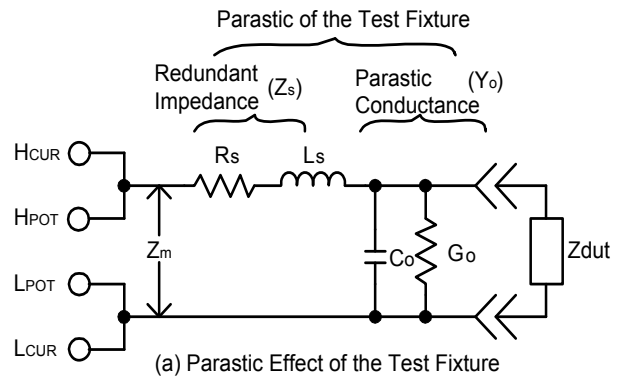 Parastic of the Test Fixture
Redundant
Impedance (Zs)
Parastic (Yo)
Conductance
HCUR
Rs
Ls
HPOT
Zm
Co
Go
Zdut
LPOT
LCUR
(a) Parastic Effect of the Test Fixture